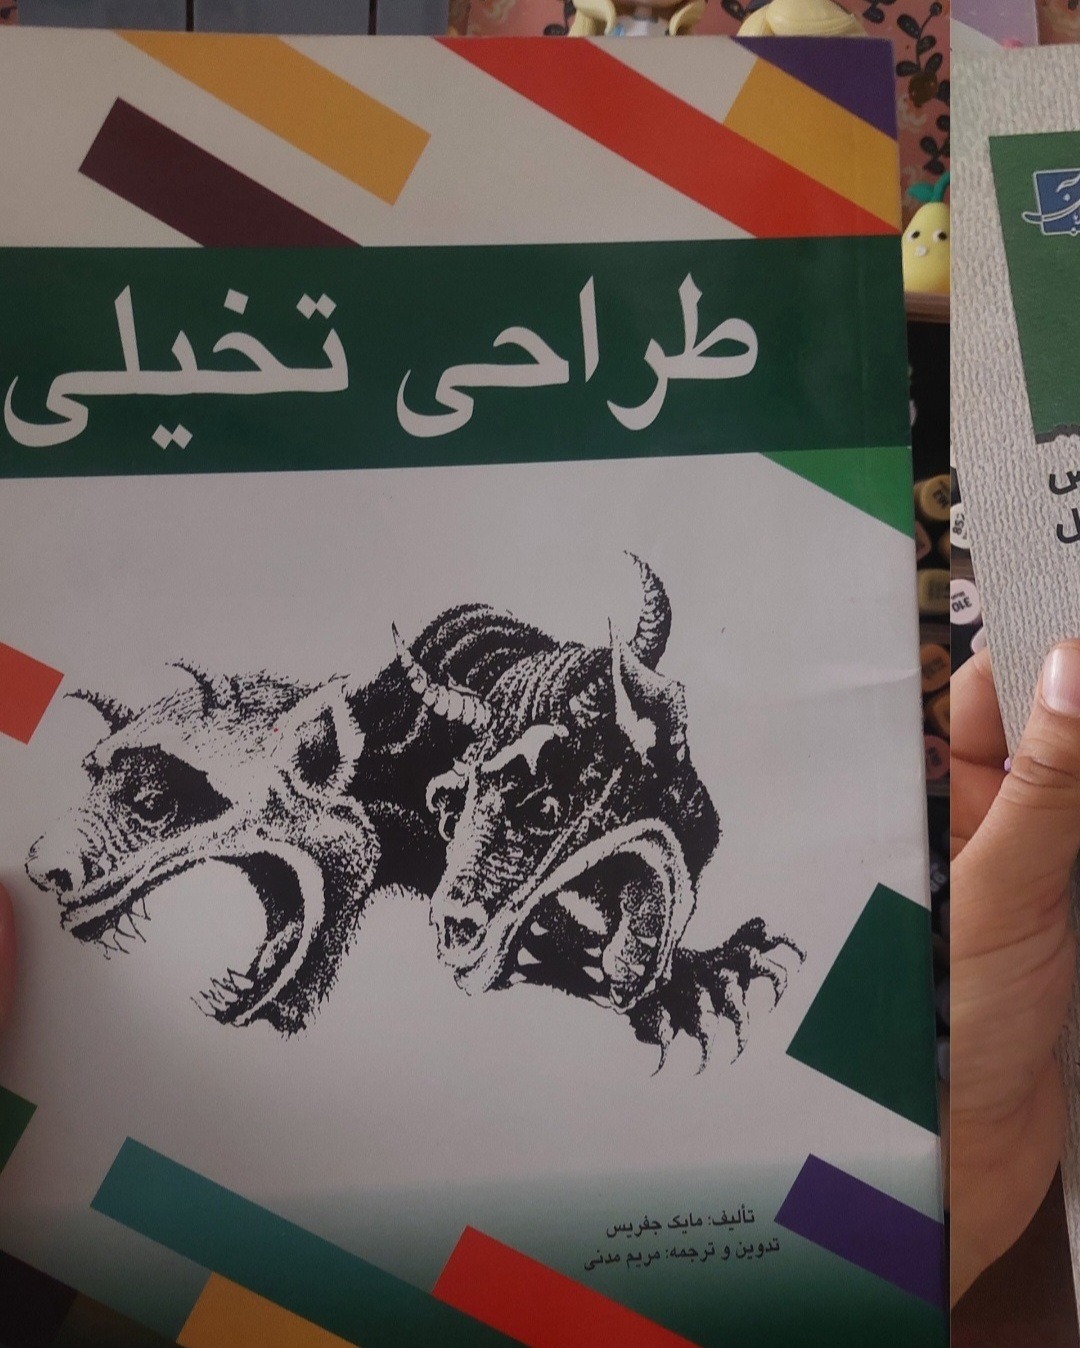 طراحی تخیلی
تألیف: مایک جفریس
تدوین و ترجمه: مریم مدنی